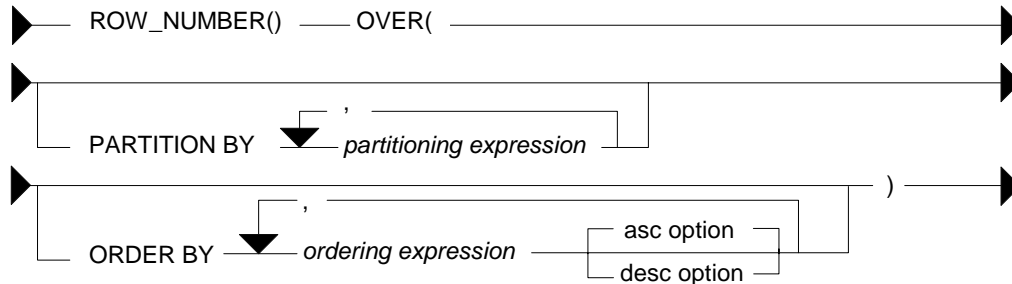 ROW_NUMBER() OVER(
,
PARTITION BY partitioning expression
)
,
asc option
ORDER BY ordering expression
desc option